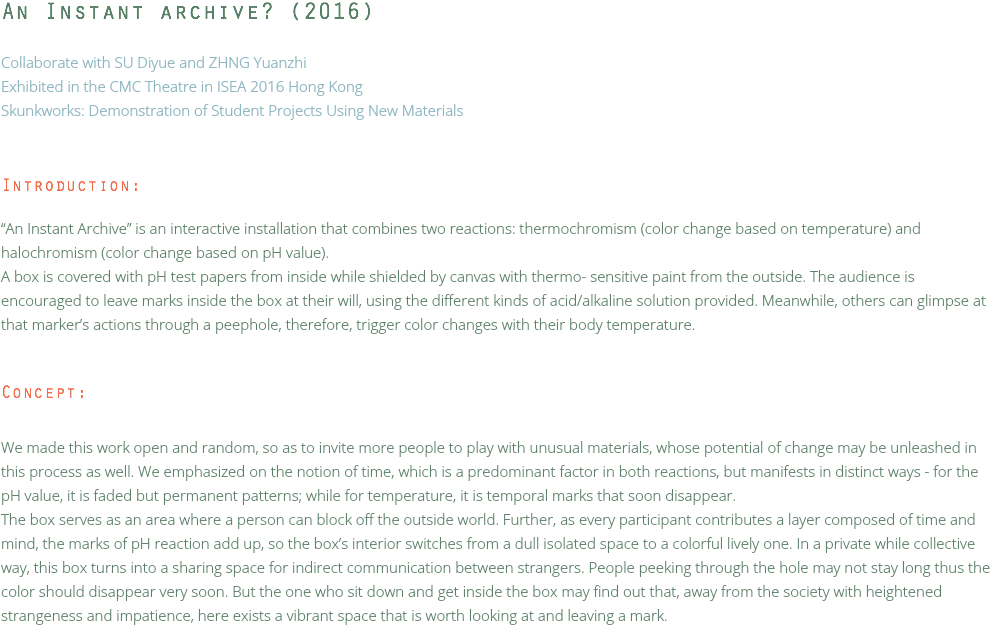 An Instant archive? (2016)
Collaborate with SU Diyue and ZHNG Yuanzhi
Exhibited in the CMC Theatre in ISEA 2016 Hong Kong
Skunkworks: Demonstration of Student Projects Using New Materials
Introduction:
“An Instant Archive” is an interactive installation that combines two reactions: thermochromism (color change based on temperature) and
halochromism (color change based on pH value).
A box is covered with pH test papers from inside while shielded by canvas with thermo- sensitive paint from the outside. The audience is
encouraged to leave marks inside the box at their will, using the different kinds of acid/alkaline solution provided. Meanwhile, others can glimpse at
that marker’s actions through a peephole, therefore, trigger color changes with their body temperature.
Concept:
We made this work open and random, so as to invite more people to play with unusual materials, whose potential of change may be unleashed in
this process as well. We emphasized on the notion of time, which is a predominant factor in both reactions, but manifests in distinct ways - for the
pH value, it is faded but permanent patterns; while for temperature, it is temporal marks that soon disappear.
The box serves as an area where a person can block off the outside world. Further, as every participant contributes a layer composed of time and
mind, the marks of pH reaction add up, so the box’s interior switches from a dull isolated space to a colorful lively one. In a private while collective
way, this box turns into a sharing space for indirect communication between strangers. People peeking through the hole may not stay long thus the
color should disappear very soon. But the one who sit down and get inside the box may find out that, away from the society with heightened
strangeness and impatience, here exists a vibrant space that is worth looking at and leaving a mark.